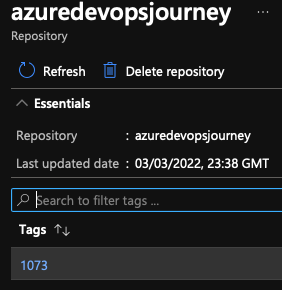 azuredevopsjourney ...
Repository
Refresh Delete repository
Essentials
Repository : azuredevopsjourney
Last updated date : 03/03/2022, 23:38 GMT
Search to filter tags ...
Tags ↑↓
1073